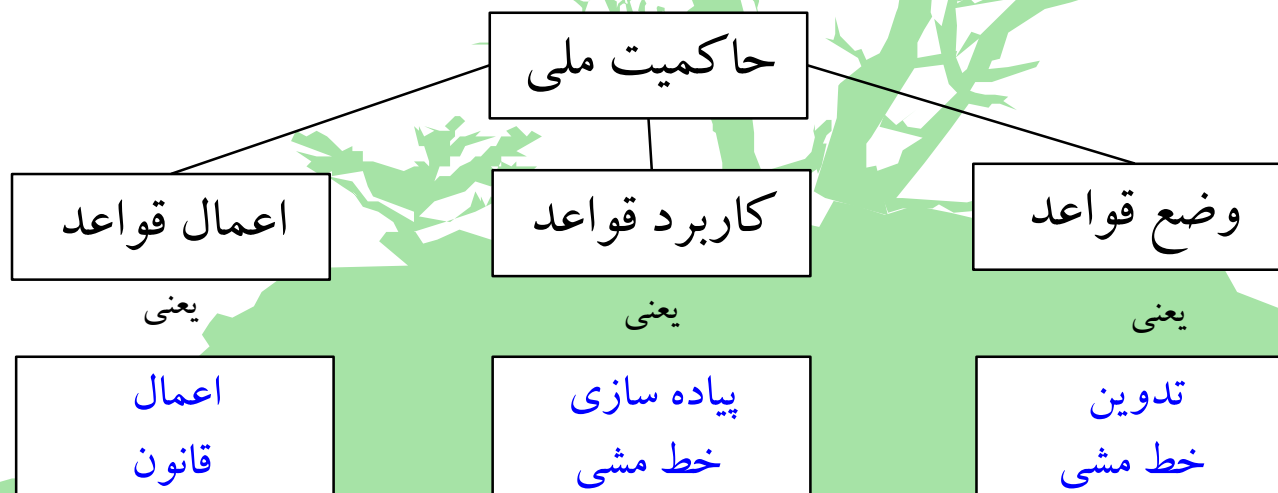 حاکمیت ملی
وضع قواعد
کاربرد قواعد
اعمال قواعد
یعنی
یعنی
یعنی
تدوین
خط مشی
پیاده سازی
خط مشی
اعمال
قانون